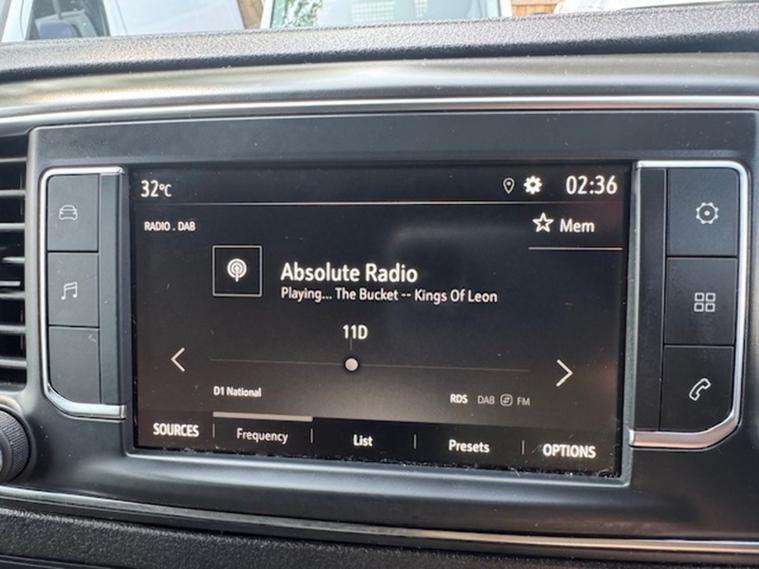 32°C
02:36
RADIO . DAB
Mem
Absolute Radio
Playing... The Bucket -- Kings Of Leon
11D
D1 National
RDS DAB FM
SOURCES Frequency List Presets OPTIONS